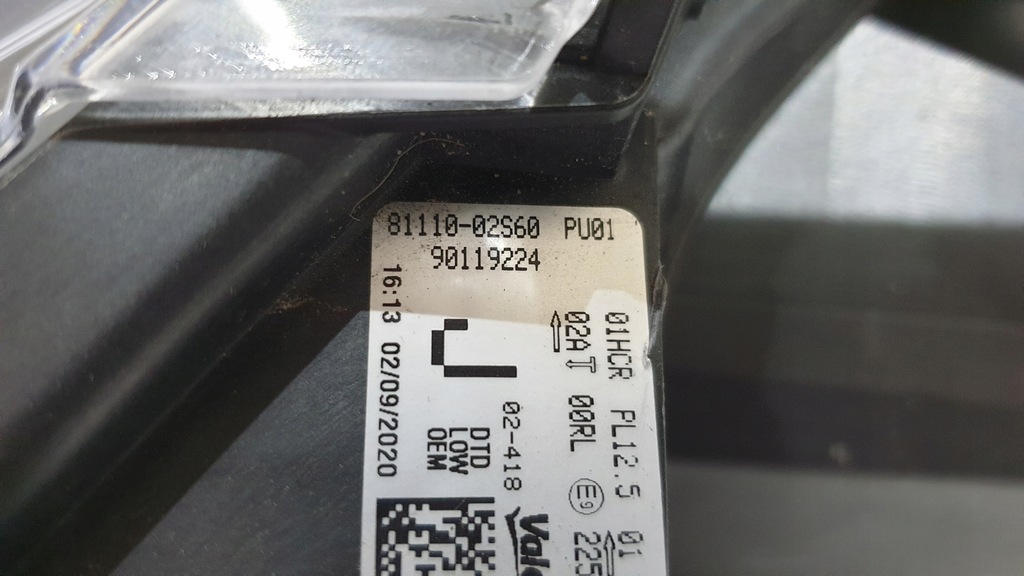 81110-02S60 PU01
90119224
16:13 02/09/2020
02-418
DTD
LOW
OEM
01HCR PL12.5 01
02A 00RL E9 225